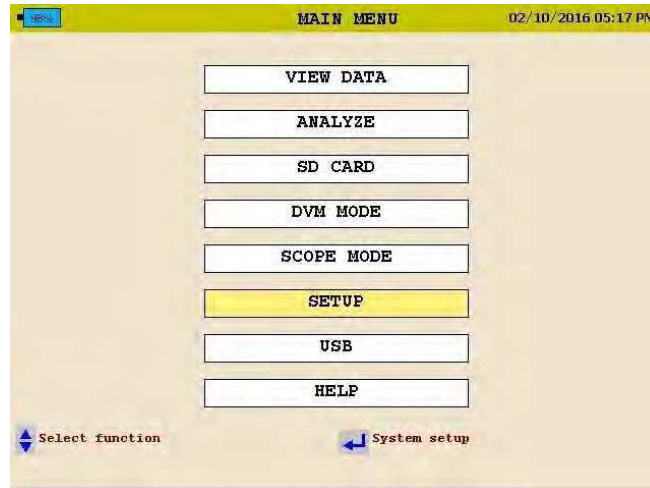 98% MAIN MENU 02/10/2016 05:17 PM
VIEW DATA
ANALYZE
SD CARD
DVM MODE
SCOPE MODE
SETUP
USB
HELP
Select function System setup